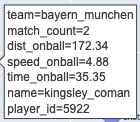 team=bayern_munchen
match_count=2
dist_onball=172.34
speed_onball=4.88
time_onball=35.35
name=kingsley_coman
player_id=5922